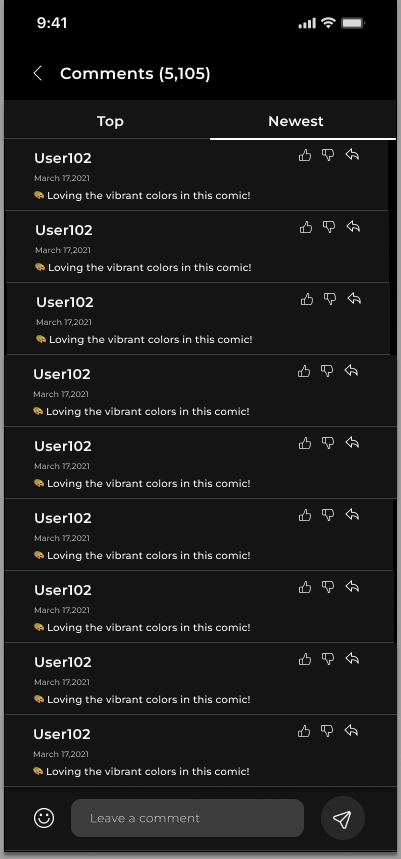 9:41
Comments (5,105)
Top Newest
User102
March 17,2021
🎨 Loving the vibrant colors in this comic!
User102
March 17,2021
🎨 Loving the vibrant colors in this comic!
User102
March 17,2021
🎨 Loving the vibrant colors in this comic!
User102
March 17,2021
🎨 Loving the vibrant colors in this comic!
User102
March 17,2021
🎨 Loving the vibrant colors in this comic!
User102
March 17,2021
🎨 Loving the vibrant colors in this comic!
User102
March 17,2021
🎨 Loving the vibrant colors in this comic!
User102
March 17,2021
🎨 Loving the vibrant colors in this comic!
User102
March 17,2021
🎨 Loving the vibrant colors in this comic!
Leave a comment